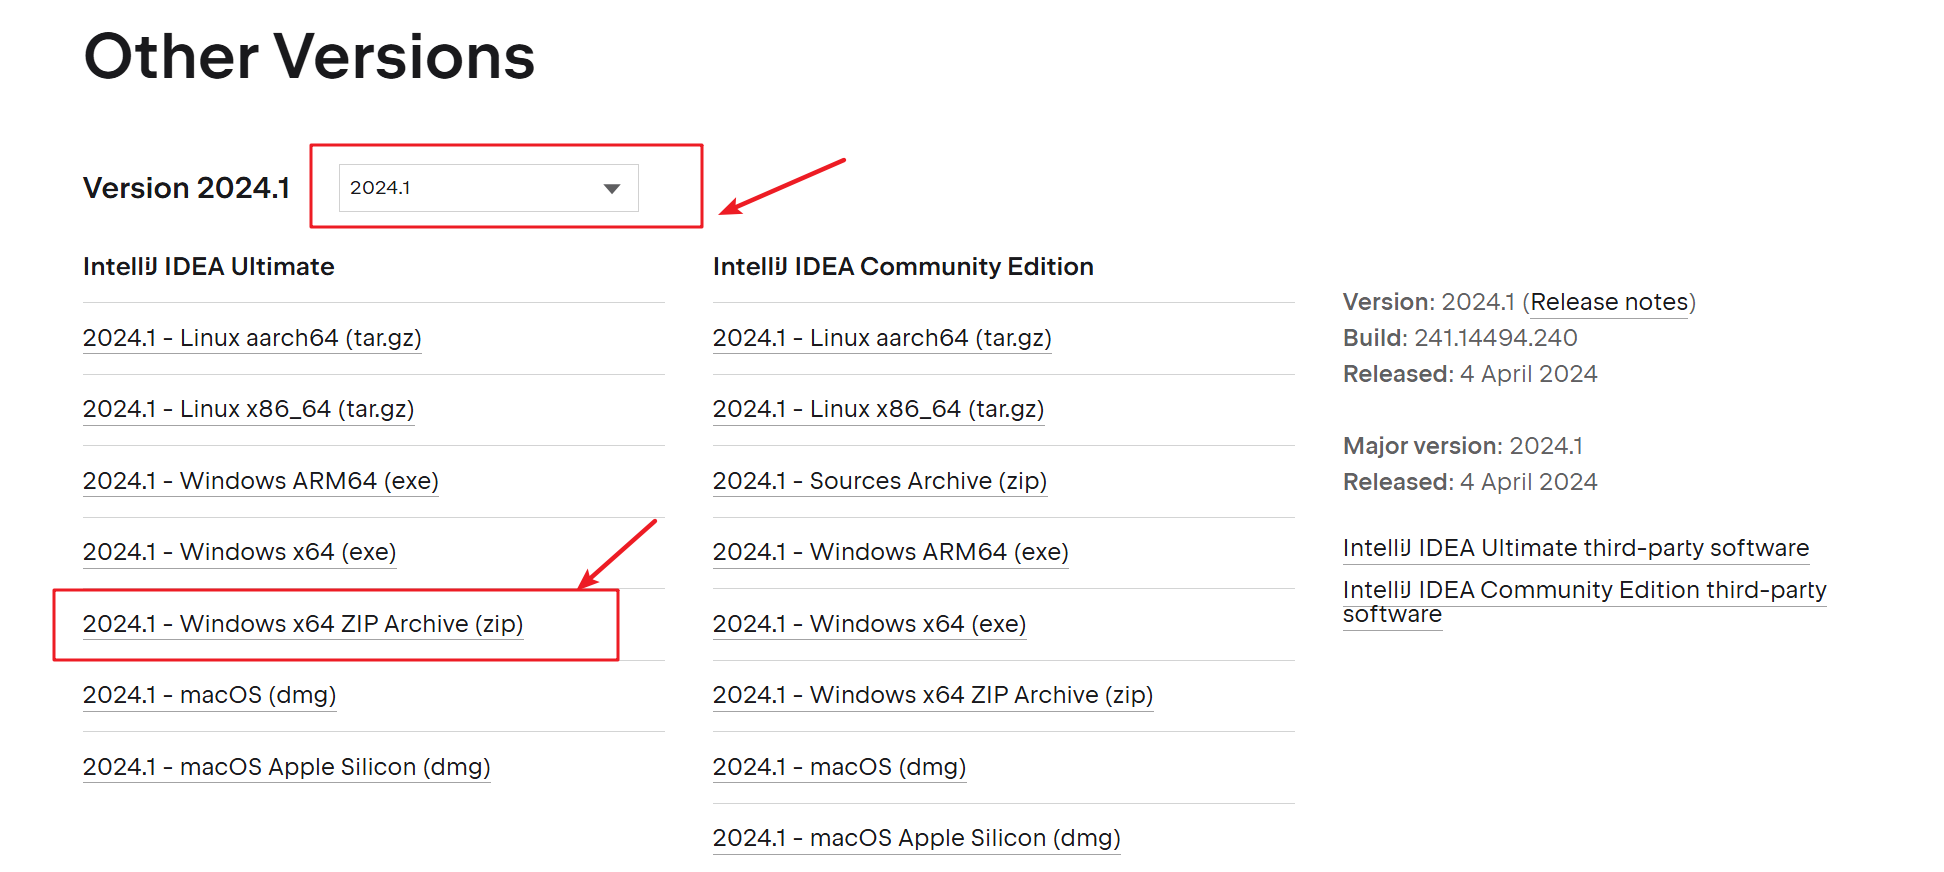 Other Versions
Version 2024.1
2024.1
IntelliJ IDEA Ultimate
2024.1 - Linux aarch64 (tar.gz)
2024.1 - Linux x86_64 (tar.gz)
2024.1 - Windows ARM64 (exe)
2024.1 - Windows x64 (exe)
2024.1 - Windows x64 ZIP Archive (zip)
2024.1 - macOS (dmg)
2024.1 - macOS Apple Silicon (dmg)
IntelliJ IDEA Community Edition
2024.1 - Linux aarch64 (tar.gz)
2024.1 - Linux x86_64 (tar.gz)
2024.1 - Sources Archive (zip)
2024.1 - Windows ARM64 (exe)
2024.1 - Windows x64 (exe)
2024.1 - Windows x64 ZIP Archive (zip)
2024.1 - macOS (dmg)
2024.1 - macOS Apple Silicon (dmg)
Version: 2024.1 (Release notes)
Build: 241.14494.240
Released: 4 April 2024
Major version: 2024.1
Released: 4 April 2024
IntelliJ IDEA Ultimate third-party software
IntelliJ IDEA Community Edition third-party
software